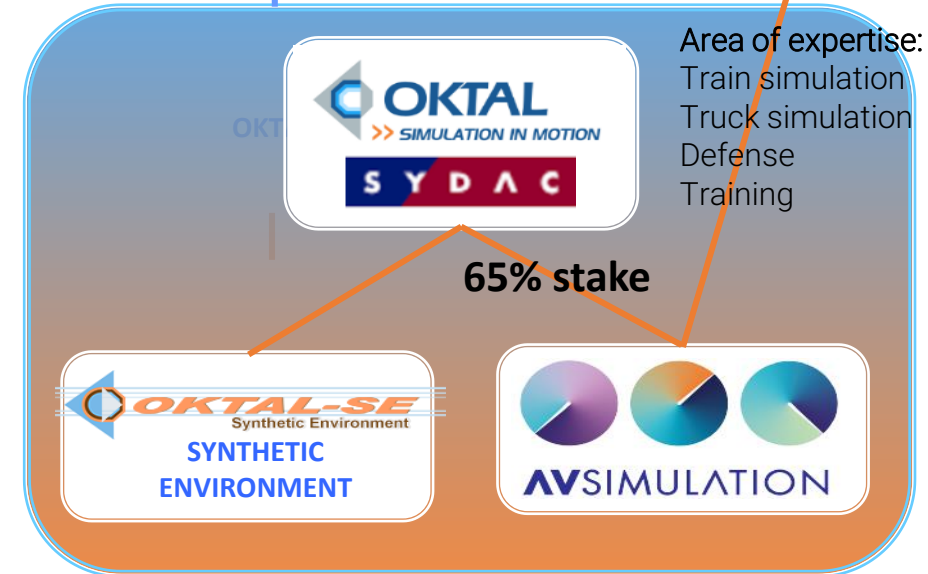 Area of expertise:
Train simulation
Truck simulation
Defense
Training
OKTAL
>> SIMULATION IN MOTION
OKT
SYDAC
65% stake
OKTAL-SE
Synthetic Environment
SYNTHETIC
ENVIRONMENT
AVSIMULATION